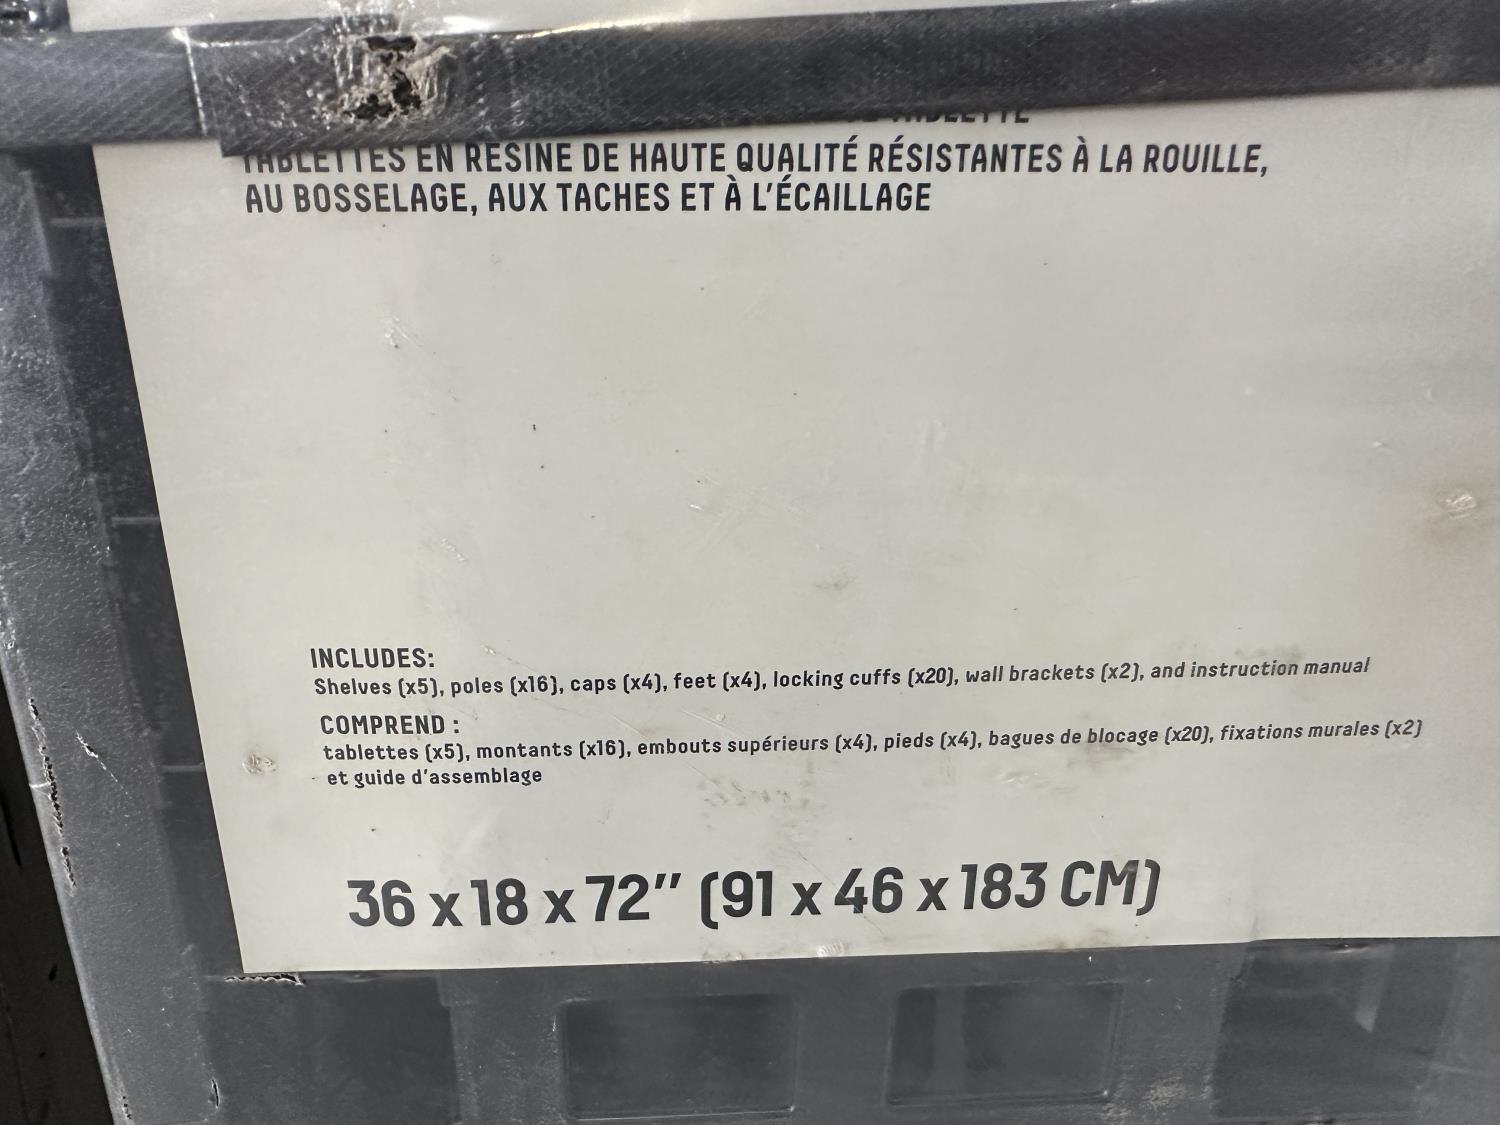 TABLETTES EN RÉSINE DE HAUTE QUALITÉ RÉSISTANTES À LA ROUILLE,
AU BOSSELAGE, AUX TACHES ET À L'ÉCAILLAGE
INCLUDES:
Shelves (x5), poles (x16), caps (x4), feet (x4), locking cuffs (x20), wall brackets (x2), and instruction manual
COMPREND :
tablettes (x5), montants (x16), embouts supérieurs (x4), pieds (x4), bagues de blocage (x20), fixations murales (x2)
et guide d'assemblage
36 x 18 x 72" (91 x 46 x 183 CM)